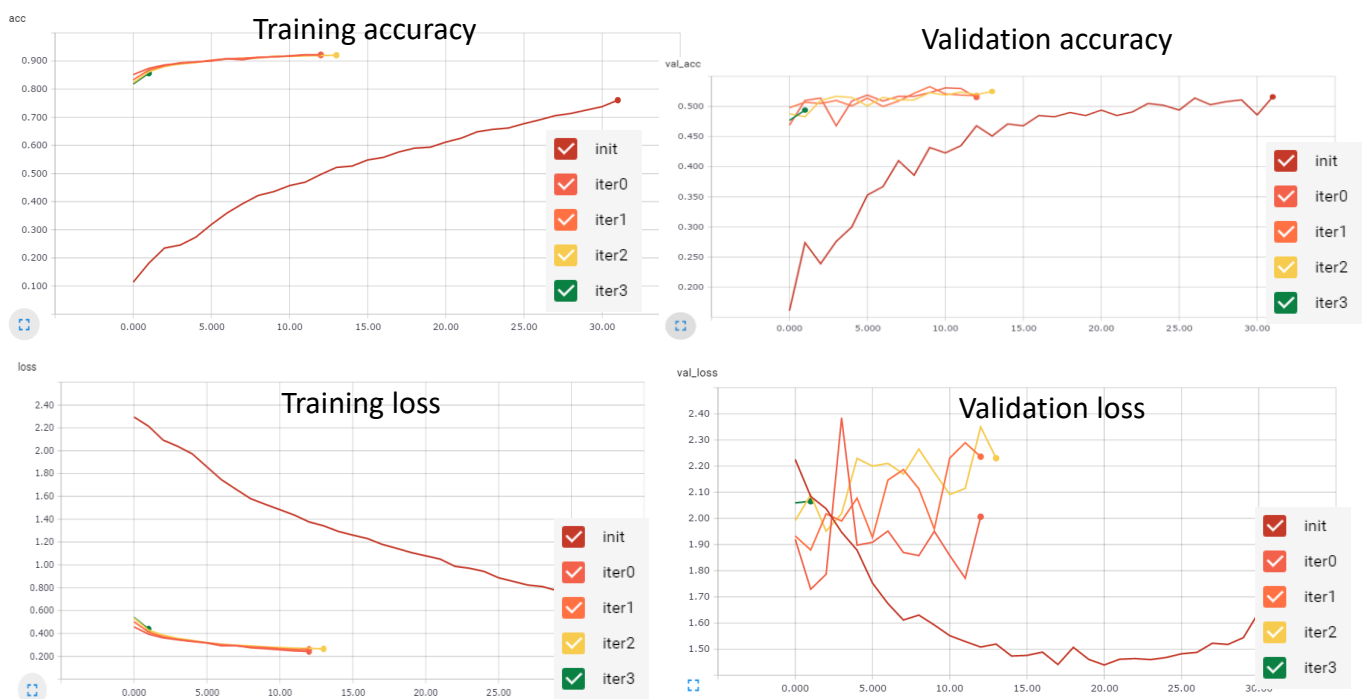 acc
Training accuracy
0.900
0.800
0.700
0.600
0.500
0.400
0.300
0.200
0.100
0.000 5.000 10.00 15.00 20.00 25.00 30.00
init
iter0
iter1
iter2
iter3
Validation accuracy
val_acc
0.500
0.450
0.400
0.350
0.300
0.250
0.200
0.000 5.000 10.00 15.00 20.00 25.00 30.00
init
iter0
iter1
iter2
iter3
loss
Training loss
2.40
2.20
2.00
1.80
1.60
1.40
1.20
1.00
0.800
0.600
0.400
0.200
0.000 5.000 10.00 15.00 20.00 25.00
init
iter0
iter1
iter2
iter3
val_loss
Validation loss
2.40
2.30
2.20
2.10
2.00
1.90
1.80
1.70
1.60
1.50
0.000 5.000 10.00 15.00 20.00 25.00
init
iter0
iter1
iter2
iter3